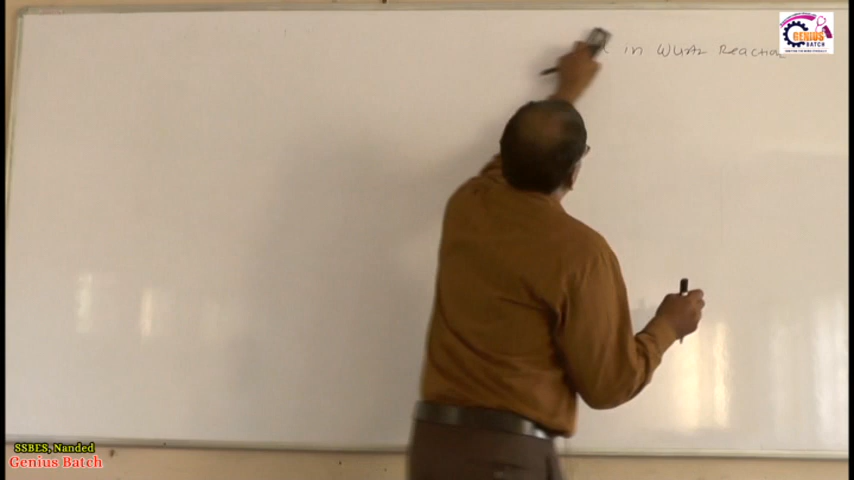 in Wurtz Reaction
GENIUS
BATCH
SSBES, Nanded
Genius Batch